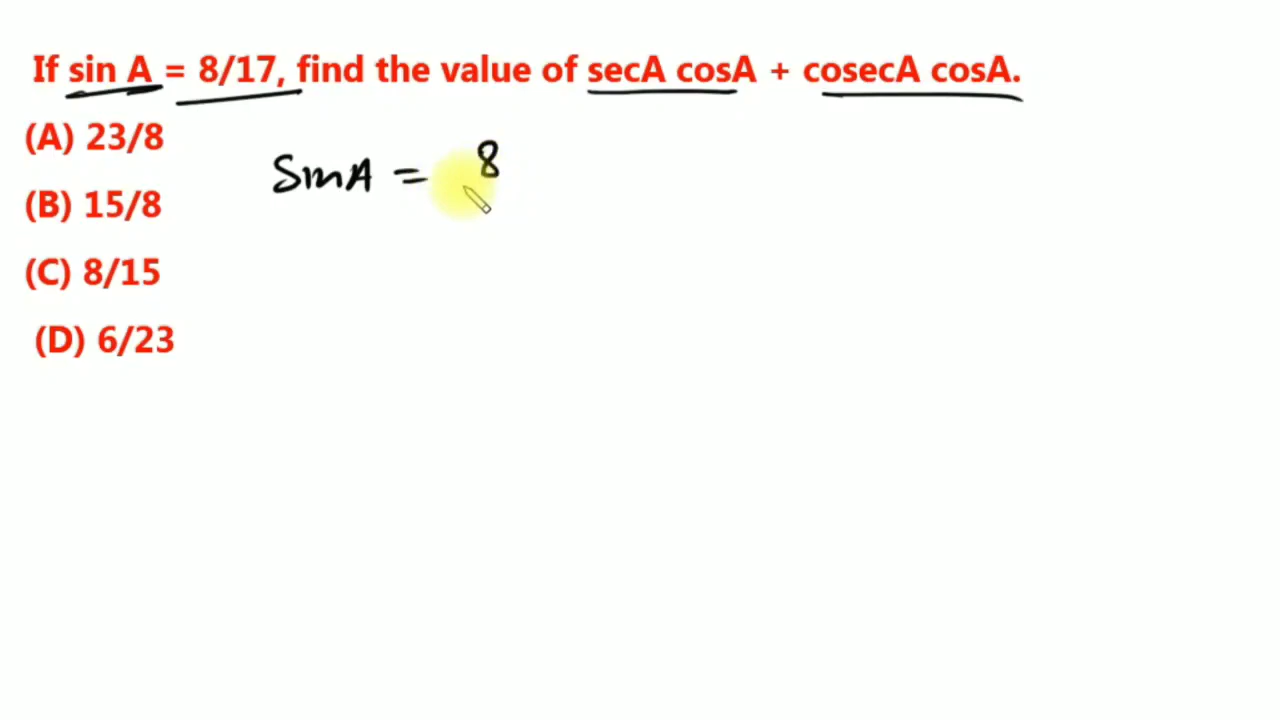 If sin A = 8/17, find the value of secA cosA + cosecA cosA.
(A) 23/8
SinA = 8
(B) 15/8
(C) 8/15
(D) 6/23